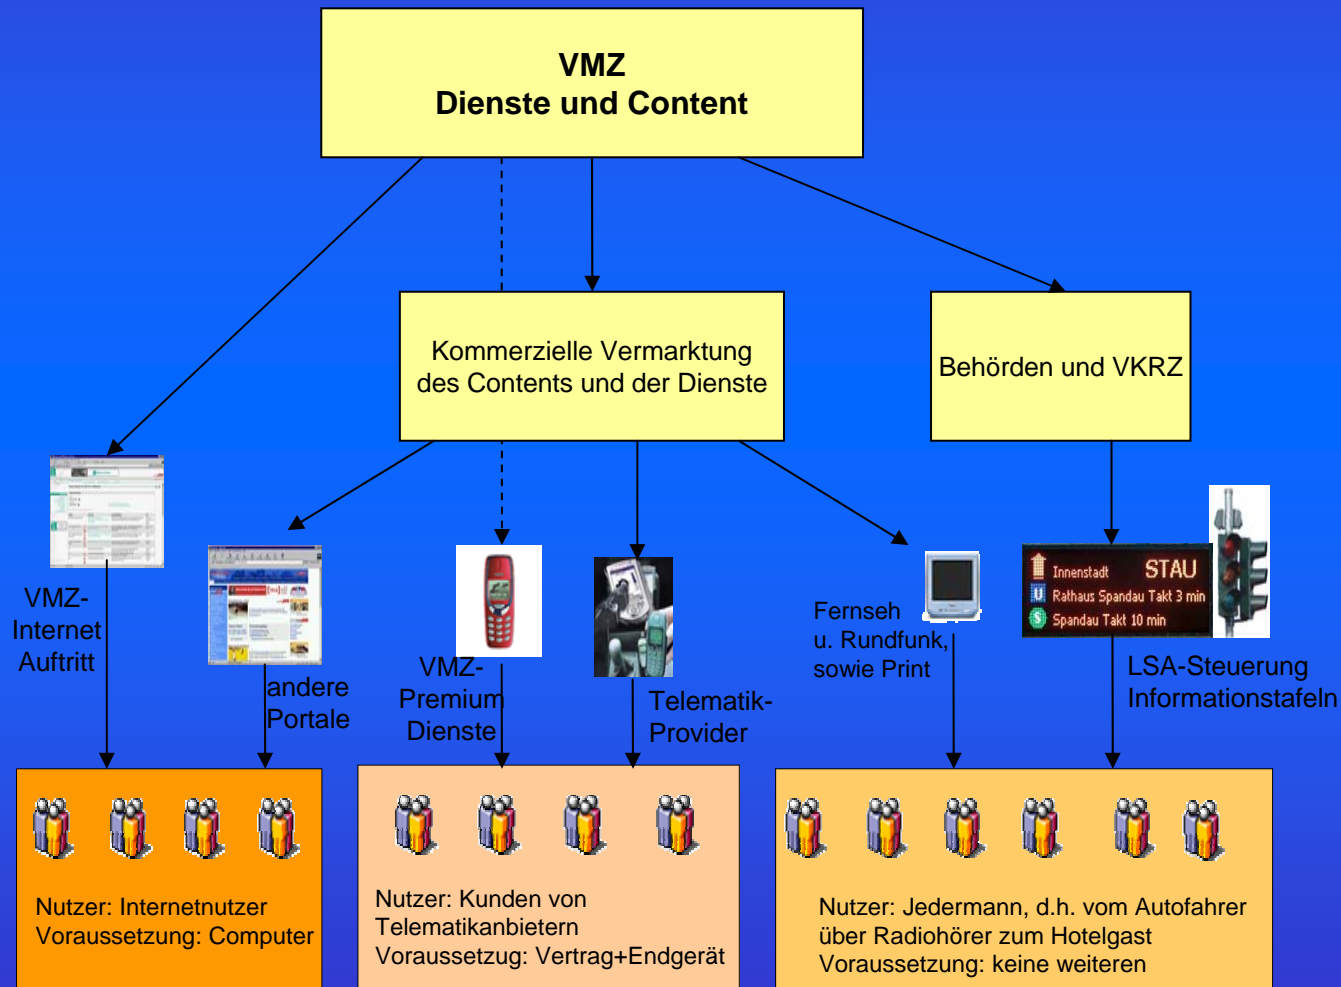 VMZ
Dienste und Content
Kommerzielle Vermarktung
des Contents und der Dienste
Behörden und VKRZ
VMZ-
Internet
Auftritt
andere
Portale
VMZ-
Premium
Dienste
Telematik-
Provider
Fernseh
u. Rundfunk,
sowie Print
Innenstadt STAU
U Rathaus Spandau Takt 3 min
S Spandau Takt 10 min
LSA-Steuerung
Informationstafeln
Nutzer: Internetnutzer
Voraussetzung: Computer
Nutzer: Kunden von
Telematikanbietern
Voraussetzug: Vertrag+Endgerät
Nutzer: Jedermann, d.h. vom Autofahrer
über Radiohörer zum Hotelgast
Voraussetzung: keine weiteren